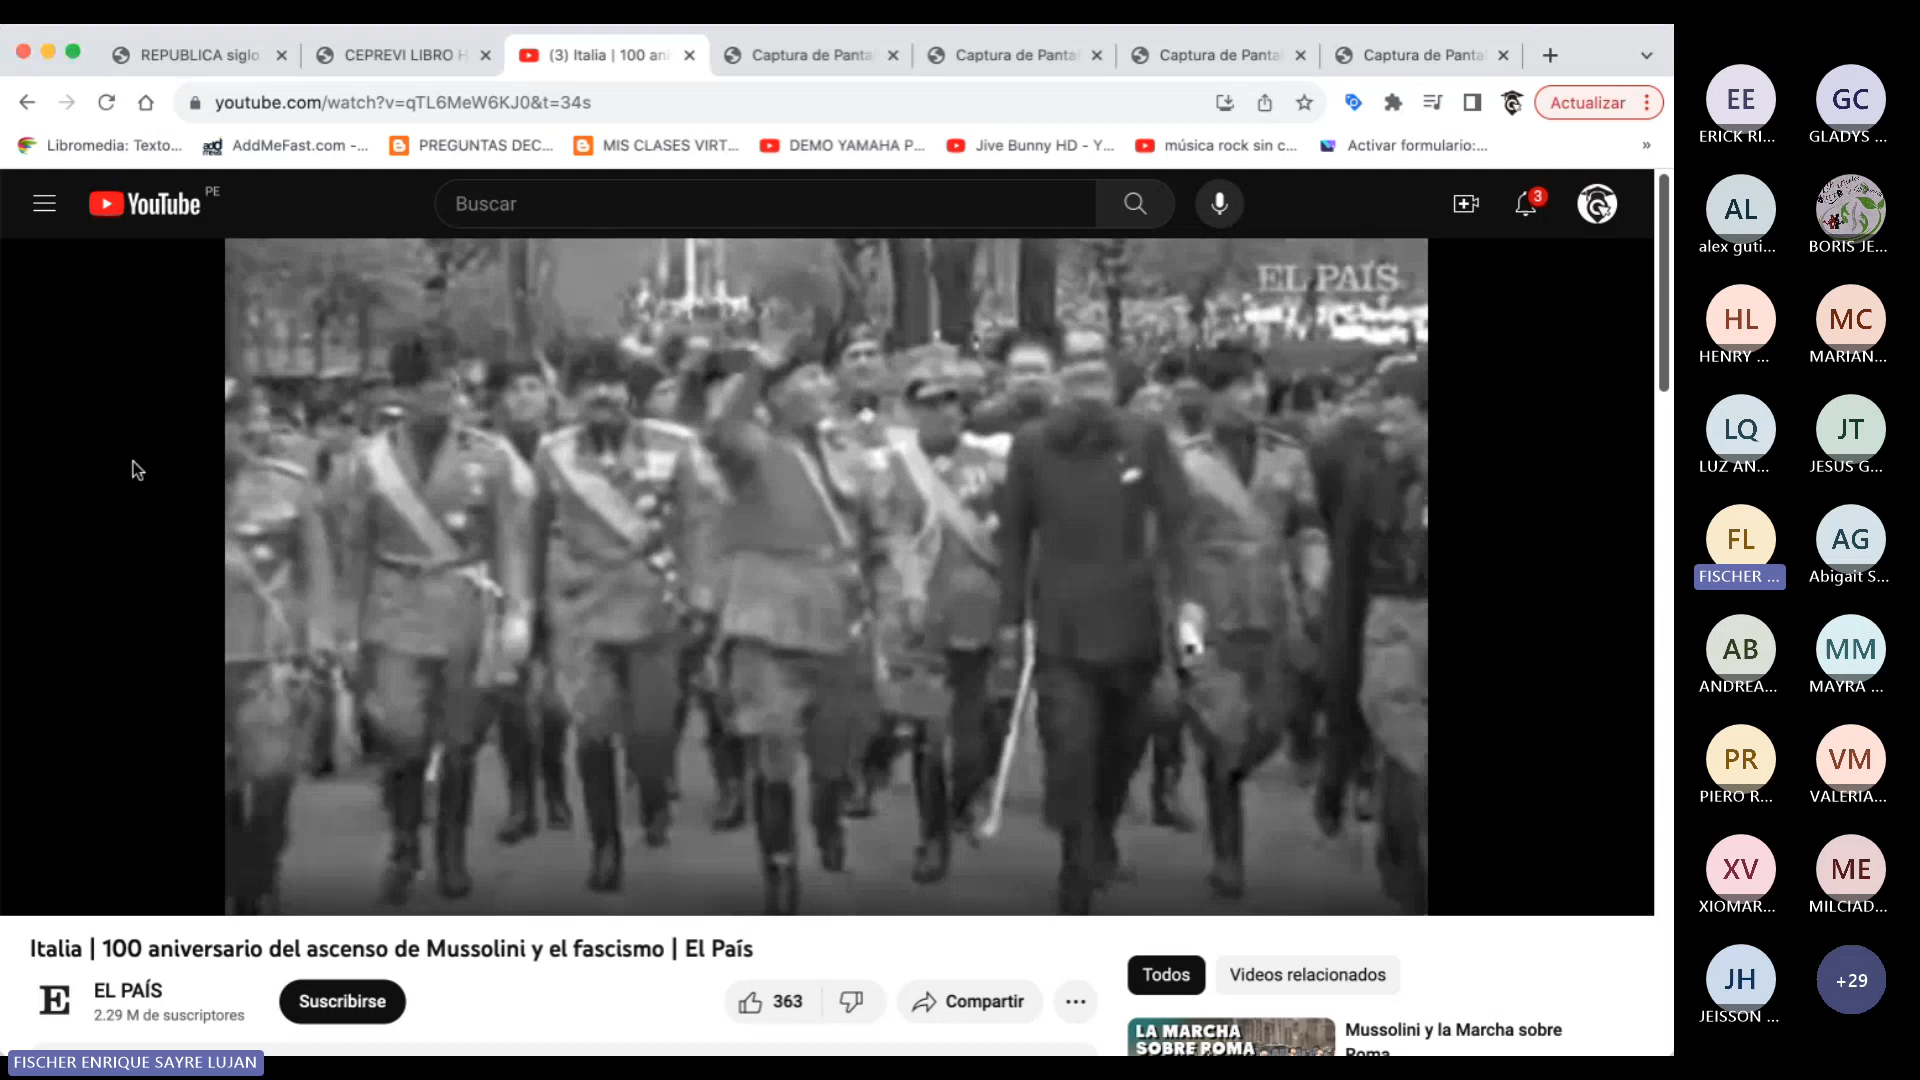 REPUBLICA siglo
CEPREVI LIBRO H
(3) Italia | 100 ani
Captura de Panta
Captura de Panta
Captura de Panta
Captura de Panta
youtube.com/watch?v=qTL6MeW6KJ0&t=34s
Actualizar
Libromedia: Texto...
AddMeFast.com -...
PREGUNTAS DEC...
MIS CLASES VIRT...
DEMO YAMAHA P...
Jive Bunny HD - Y...
música rock sin c...
Activar formulario:...
»
YouTube PE
Buscar
3
EL PAÍS
Italia | 100 aniversario del ascenso de Mussolini y el fascismo | El País
E
EL PAÍS
2.29 M de suscriptores
Suscribirse
363
Compartir
Todos
Videos relacionados
LA MARCHA
SOBRE ROMA
Mussolini y la Marcha sobre
Roma
FISCHER ENRIQUE SAYRE LUJAN
EE
ERICK RI...
GC
GLADYS ...
AL
alex guti...
BORIS JE...
HL
HENRY ...
MC
MARIAN...
LQ
LUZ AN...
JT
JESUS G...
FL
FISCHER ...
AG
Abigait S...
AB
ANDREA...
MM
MAYRA ...
PR
PIERO R...
VM
VALERIA...
XV
XIOMAR...
ME
MILCIAD...
JH
JEISSON ...
+29